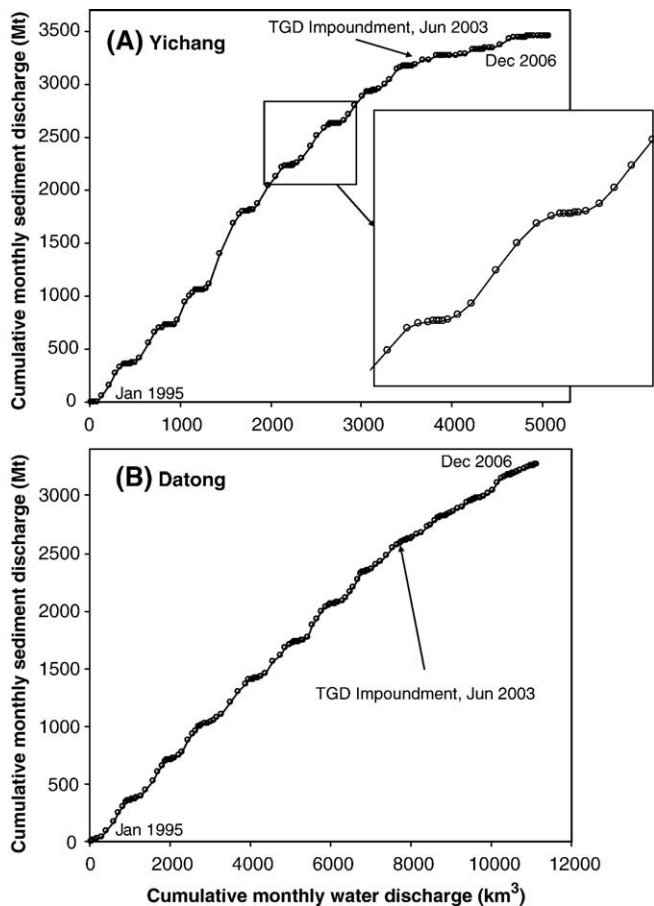 (A) Yichang
TGD Impoundment, Jun 2003
Dec 2006
Jan 1995
Cumulative monthly sediment discharge (Mt)
3500
3000
2500
2000
1500
1000
500
0
0 1000 2000 3000 4000 5000
(B) Datong
Dec 2006
TGD Impoundment, Jun 2003
Jan 1995
Cumulative monthly sediment discharge (Mt)
3000
2500
2000
1500
1000
500
0
0 2000 4000 6000 8000 10000 12000
Cumulative monthly water discharge (km³)